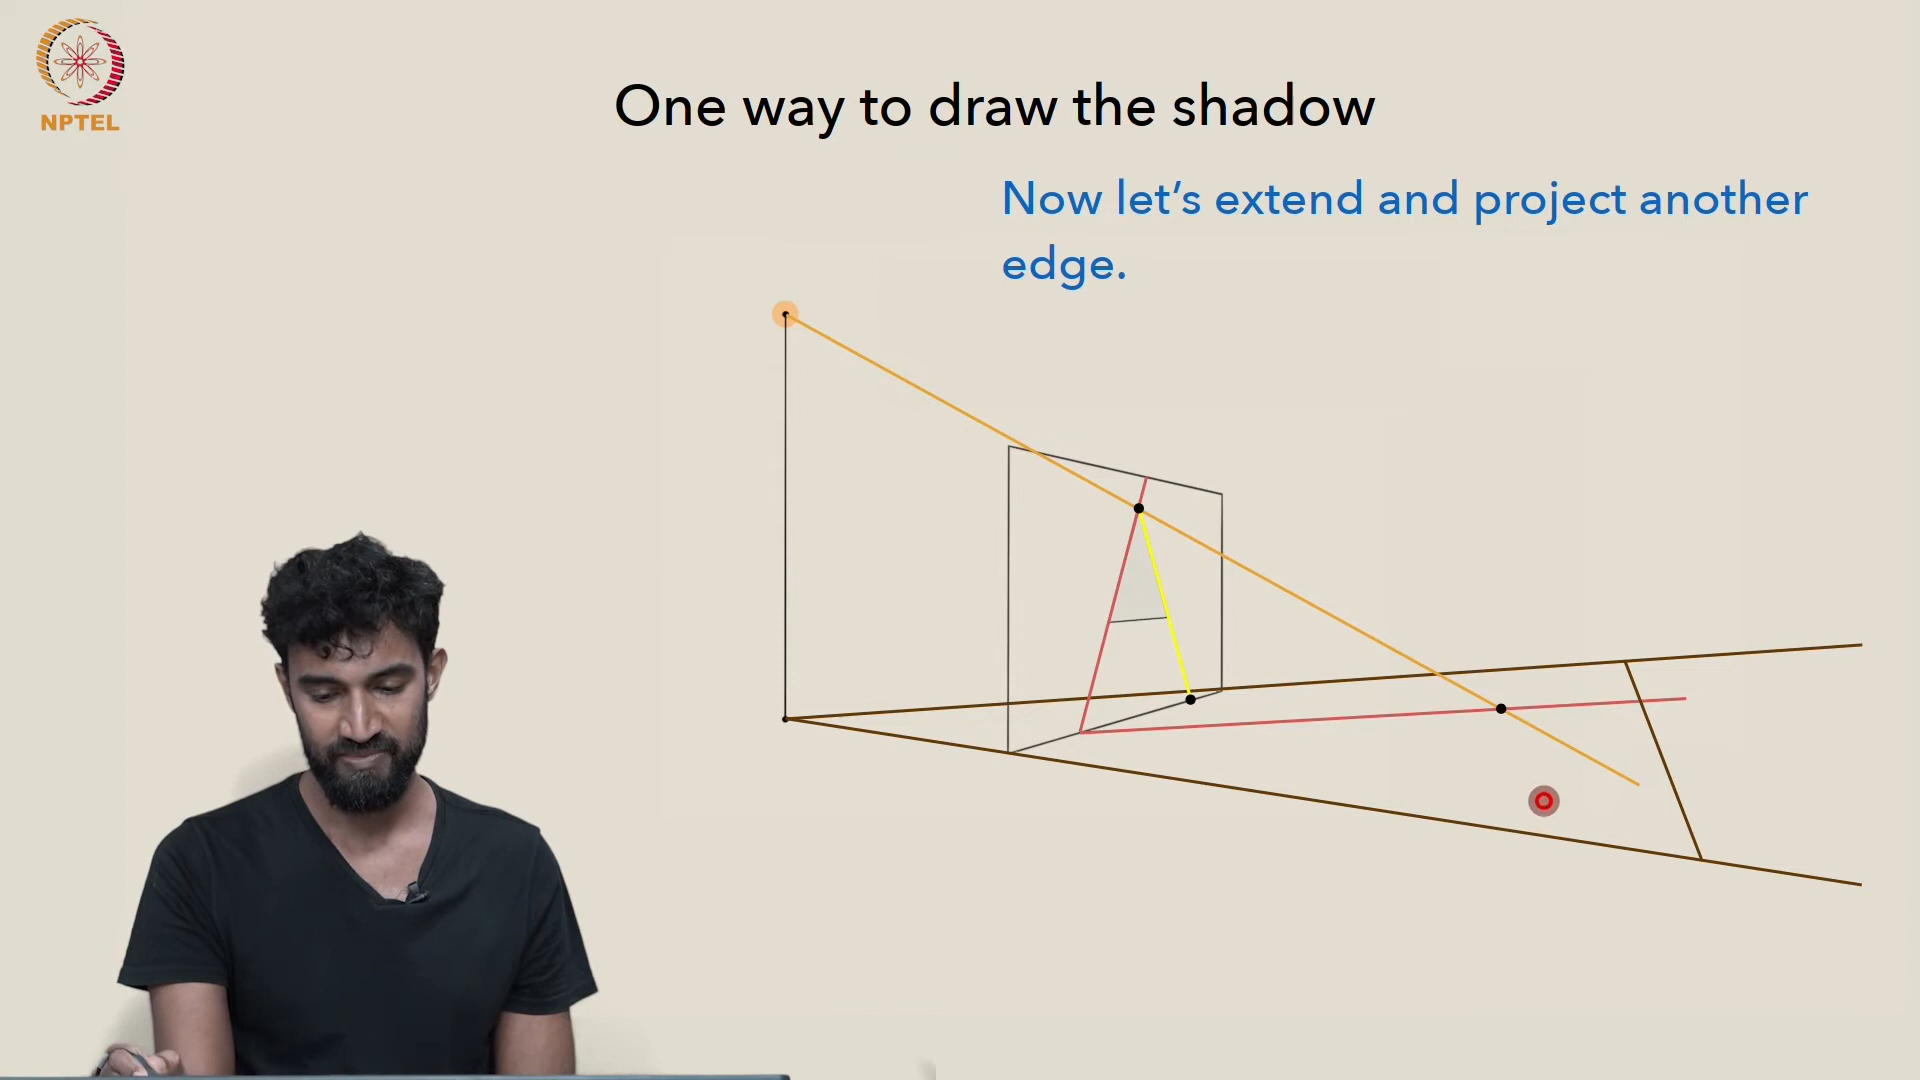 NPTEL
One way to draw the shadow
Now let’s extend and project another
edge.